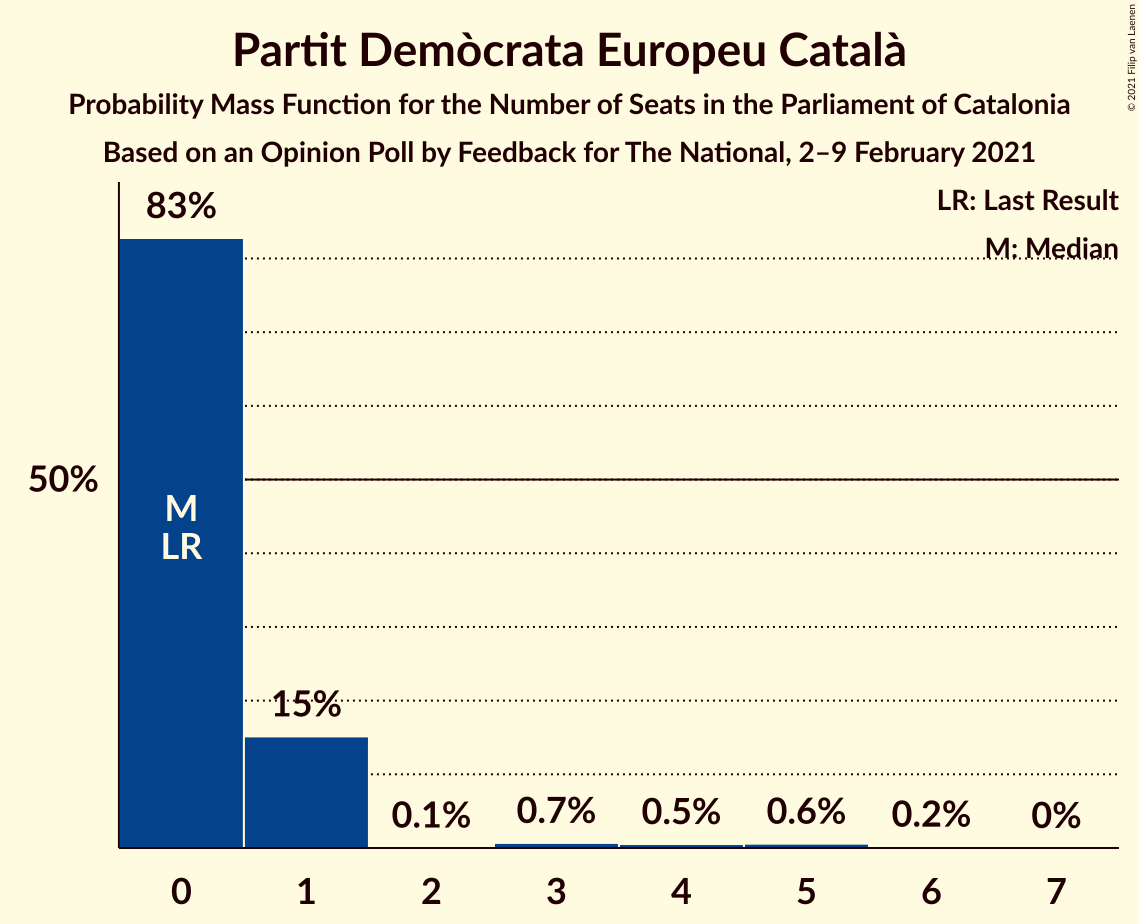 Partit Demòcrata Europeu Català
Probability Mass Function for the Number of Seats in the Parliament of Catalonia
Based on an Opinion Poll by Feedback for The National, 2–9 February 2021
© 2021 Filip van Laenen
LR: Last Result
M: Median
83%
50%
M
LR
15%
0.1%
0.7%
0.5%
0.6%
0.2%
0%
0
1
2
3
4
5
6
7